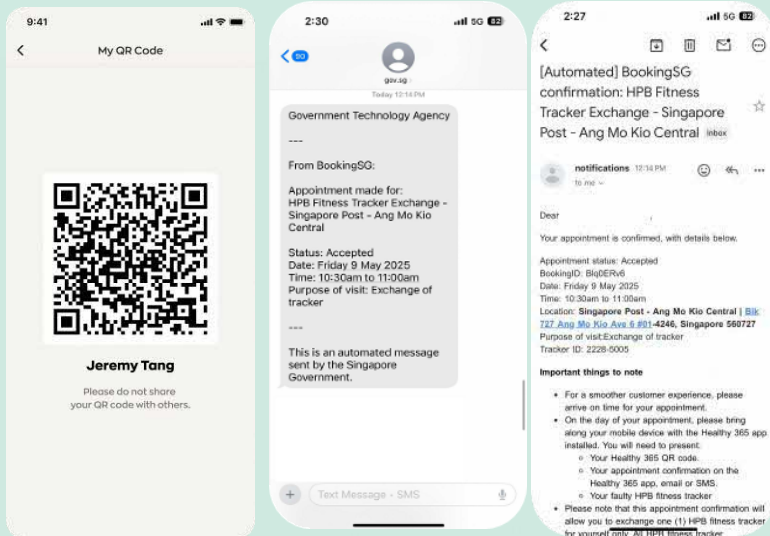 9:41
My QR Code
Jeremy Tang
Please do not share
your QR code with others.
2:30
5G 82
90
gov.sg
Today 12:14 PM
Government Technology Agency
---
From BookingSG:
Appointment made for:
HPB Fitness Tracker Exchange -
Singapore Post - Ang Mo Kio
Central
Status: Accepted
Date: Friday 9 May 2025
Time: 10:30am to 11:00am
Purpose of visit: Exchange of
tracker
---
This is an automated message
sent by the Singapore
Government.
Text Message · SMS
2:27
5G 82
[Automated] BookingSG
confirmation: HPB Fitness
Tracker Exchange - Singapore
Post - Ang Mo Kio Central Inbox
notifications 12:14 PM
to me
Dear
Your appointment is confirmed, with details below.
Appointment status: Accepted
BookingID: BlqDERv6
Date: Friday 9 May 2025
Time: 10:30am to 11:00am
Location: Singapore Post - Ang Mo Kio Central | Blk
727 Ang Mo Kio Ave 6 #01-4246, Singapore 560727
Purpose of visit:Exchange of tracker
Tracker ID: 2228-5005
Important things to note
• For a smoother customer experience, please
arrive on time for your appointment.
• On the day of your appointment, please bring
along your mobile device with the Healthy 365 app
installed. You will need to present:
o Your Healthy 365 QR code.
o Your appointment confirmation on the
Healthy 365 app, email or SMS.
o Your faulty HPB fitness tracker
• Please note that this appointment confirmation will
allow you to exchange one (1) HPB fitness tracker
for yourself only. All HPB fitness tracker